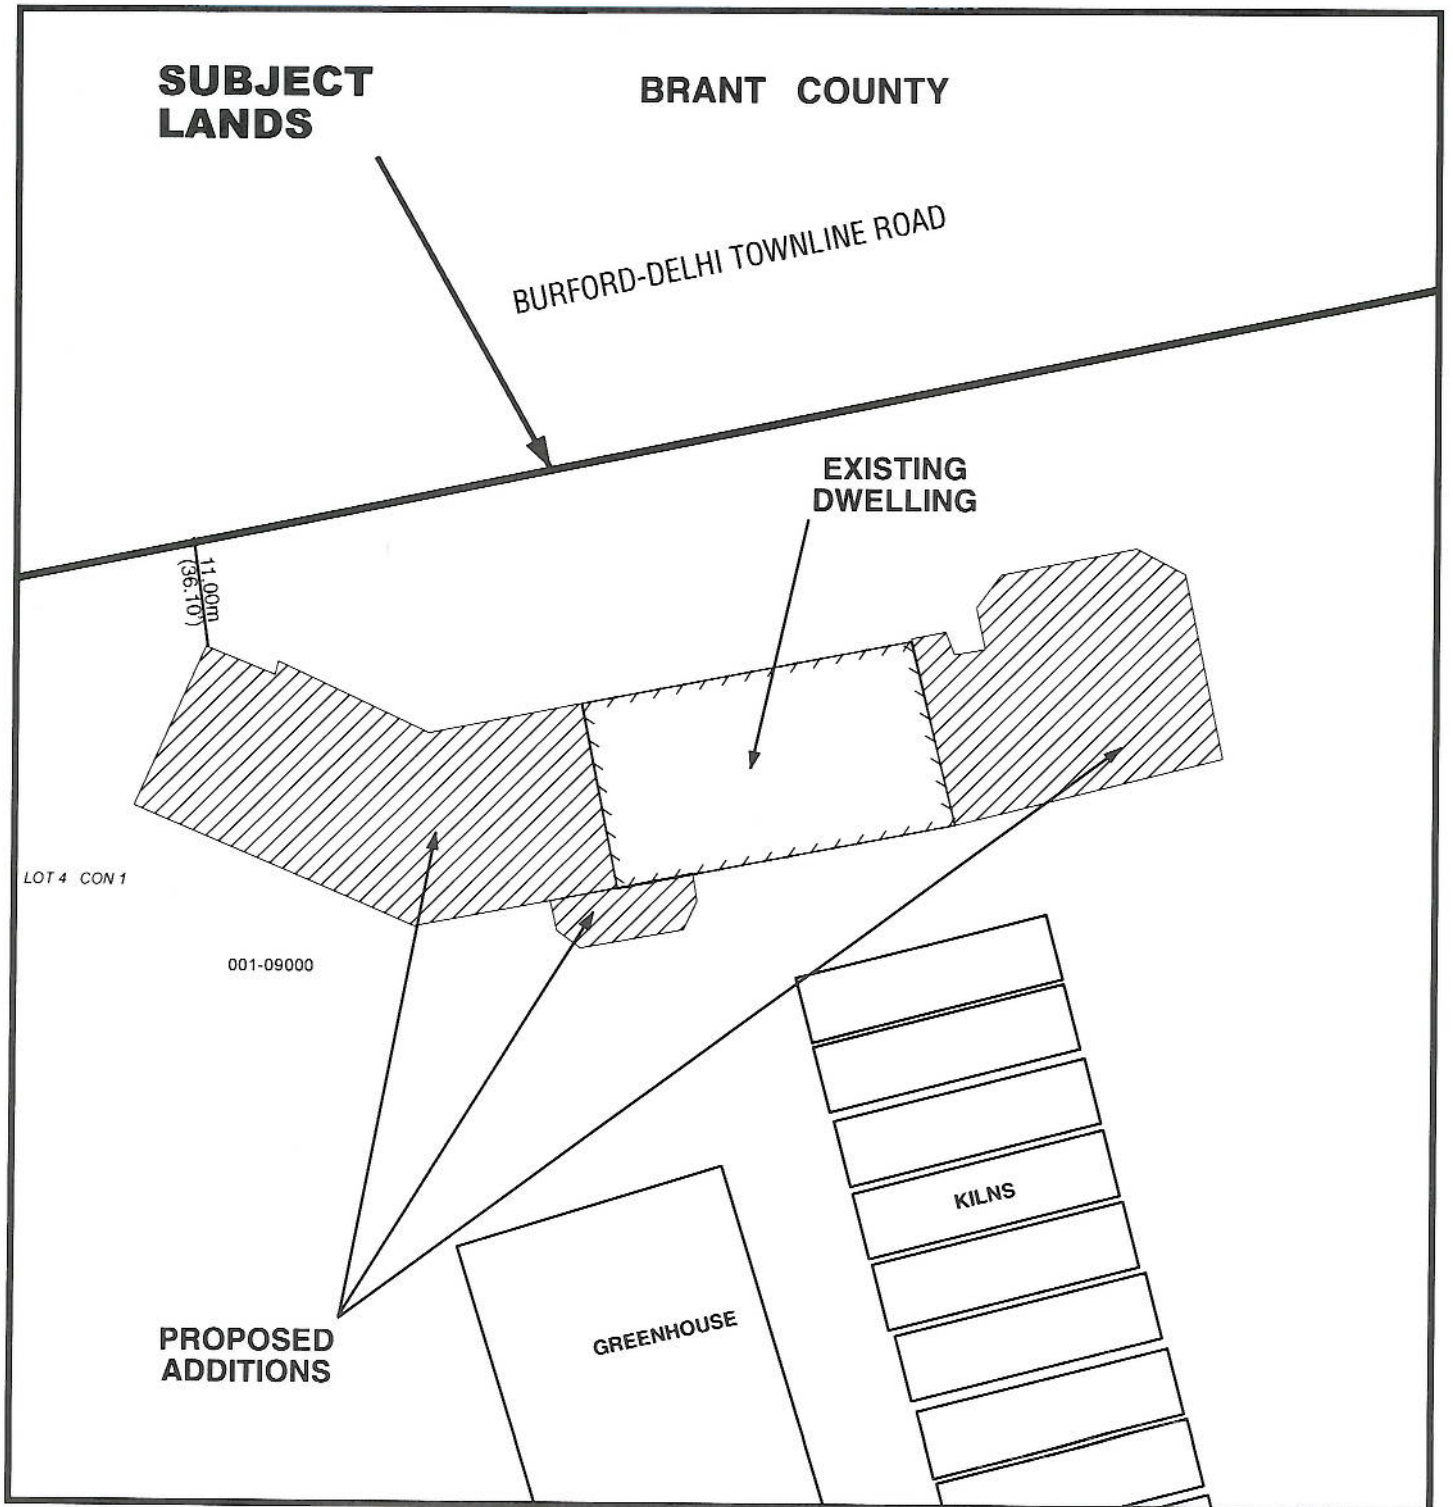 SUBJECT
LANDS
BRANT COUNTY
BURFORD-DELHI TOWNLINE ROAD
EXISTING
DWELLING
11.00m
(36.10')
LOT 4 CON 1
001-09000
KILNS
GREENHOUSE
PROPOSED
ADDITIONS